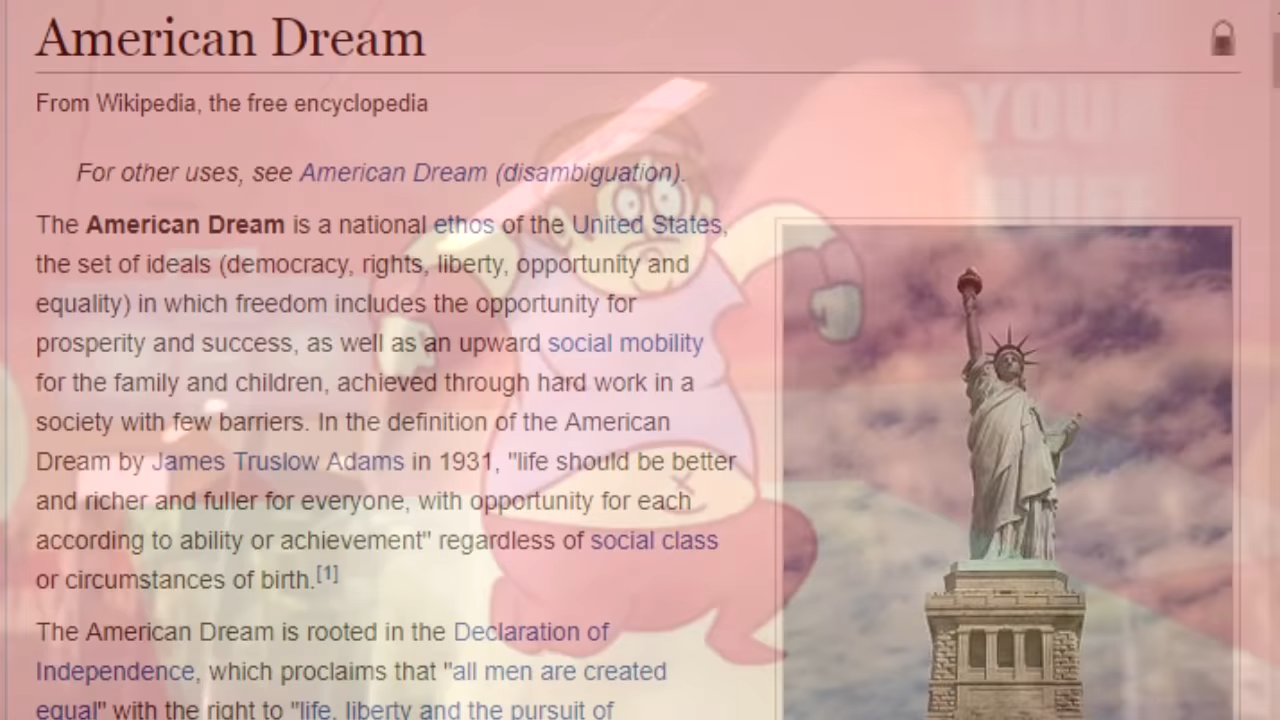 American Dream
From Wikipedia, the free encyclopedia
For other uses, see American Dream (disambiguation).
The American Dream is a national ethos of the United States,
the set of ideals (democracy, rights, liberty, opportunity and
equality) in which freedom includes the opportunity for
prosperity and success, as well as an upward social mobility
for the family and children, achieved through hard work in a
society with few barriers. In the definition of the American
Dream by James Truslow Adams in 1931, "life should be better
and richer and fuller for everyone, with opportunity for each
according to ability or achievement" regardless of social class
or circumstances of birth.[1]
The American Dream is rooted in the Declaration of
Independence, which proclaims that "all men are created
equal" with the right to "life, liberty and the pursuit of
YOUR